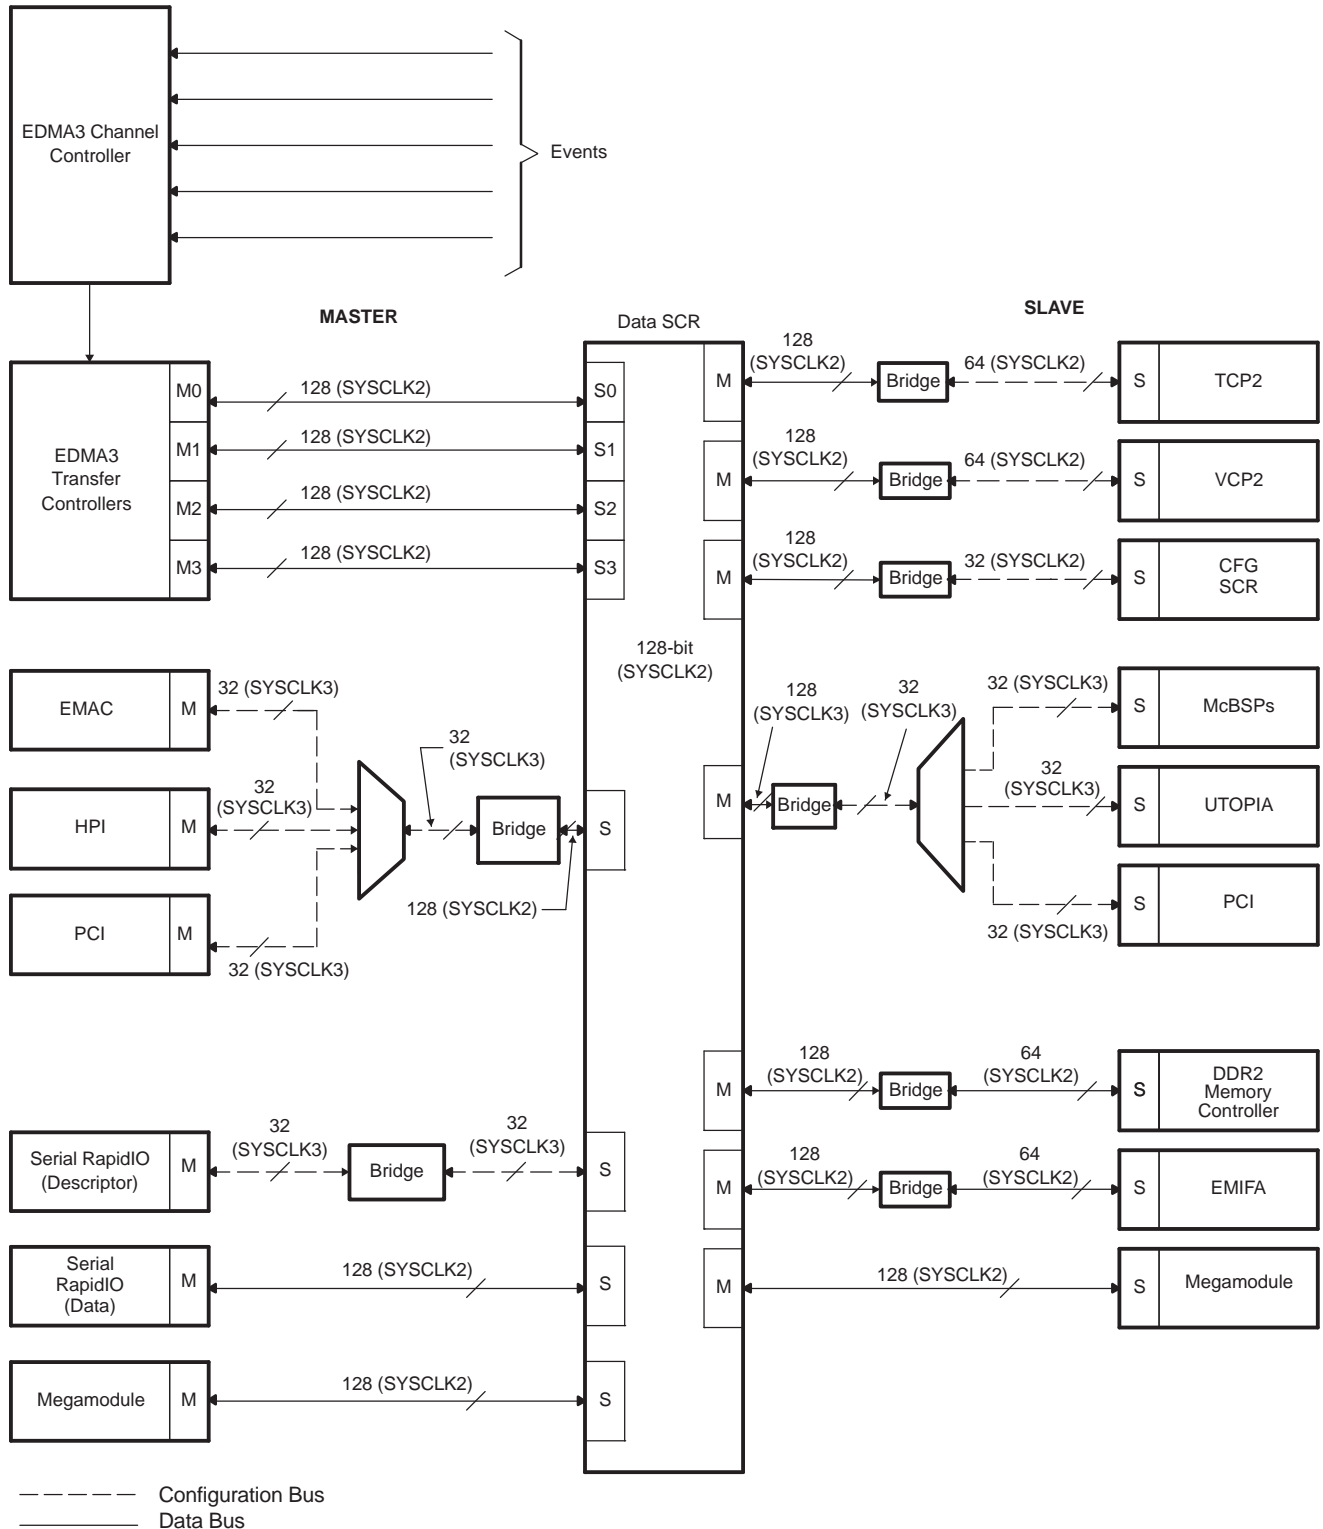 EDMA3 Channel
Controller
Events
MASTER
SLAVE
Data SCR
EDMA3
Transfer
Controllers
M0
128 (SYSCLK2)
S0
M1
128 (SYSCLK2)
S1
M2
128 (SYSCLK2)
S2
M3
128 (SYSCLK2)
S3
128-bit
(SYSCLK2)
M
128
(SYSCLK2)
Bridge
64 (SYSCLK2)
S
TCP2
M
128
(SYSCLK2)
Bridge
64 (SYSCLK2)
S
VCP2
M
128
(SYSCLK2)
Bridge
32 (SYSCLK2)
S
CFG
SCR
EMAC
M
32 (SYSCLK3)
HPI
M
32
(SYSCLK3)
PCI
M
32 (SYSCLK3)
32
(SYSCLK3)
Bridge
128 (SYSCLK2)
S
M
128
(SYSCLK3)
Bridge
32
(SYSCLK3)
32 (SYSCLK3)
S
McBSPs
32
(SYSCLK3)
S
UTOPIA
32 (SYSCLK3)
S
PCI
M
128
(SYSCLK2)
Bridge
64
(SYSCLK2)
S
DDR2
Memory
Controller
Serial RapidIO
(Descriptor)
M
32
(SYSCLK3)
Bridge
32
(SYSCLK3)
S
M
128
(SYSCLK2)
Bridge
64
(SYSCLK2)
S
EMIFA
Serial
RapidIO
(Data)
M
128 (SYSCLK2)
S
M
128 (SYSCLK2)
S
Megamodule
Megamodule
M
128 (SYSCLK2)
S
Configuration Bus
Data Bus